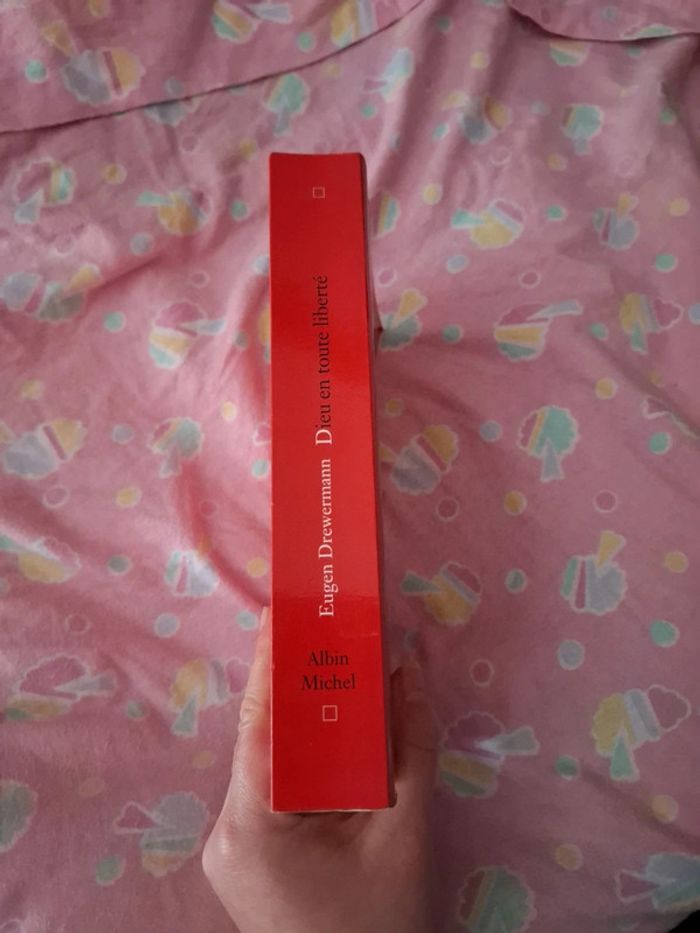 Eugen Drewermann Dieu en toute liberté
Albin
Michel